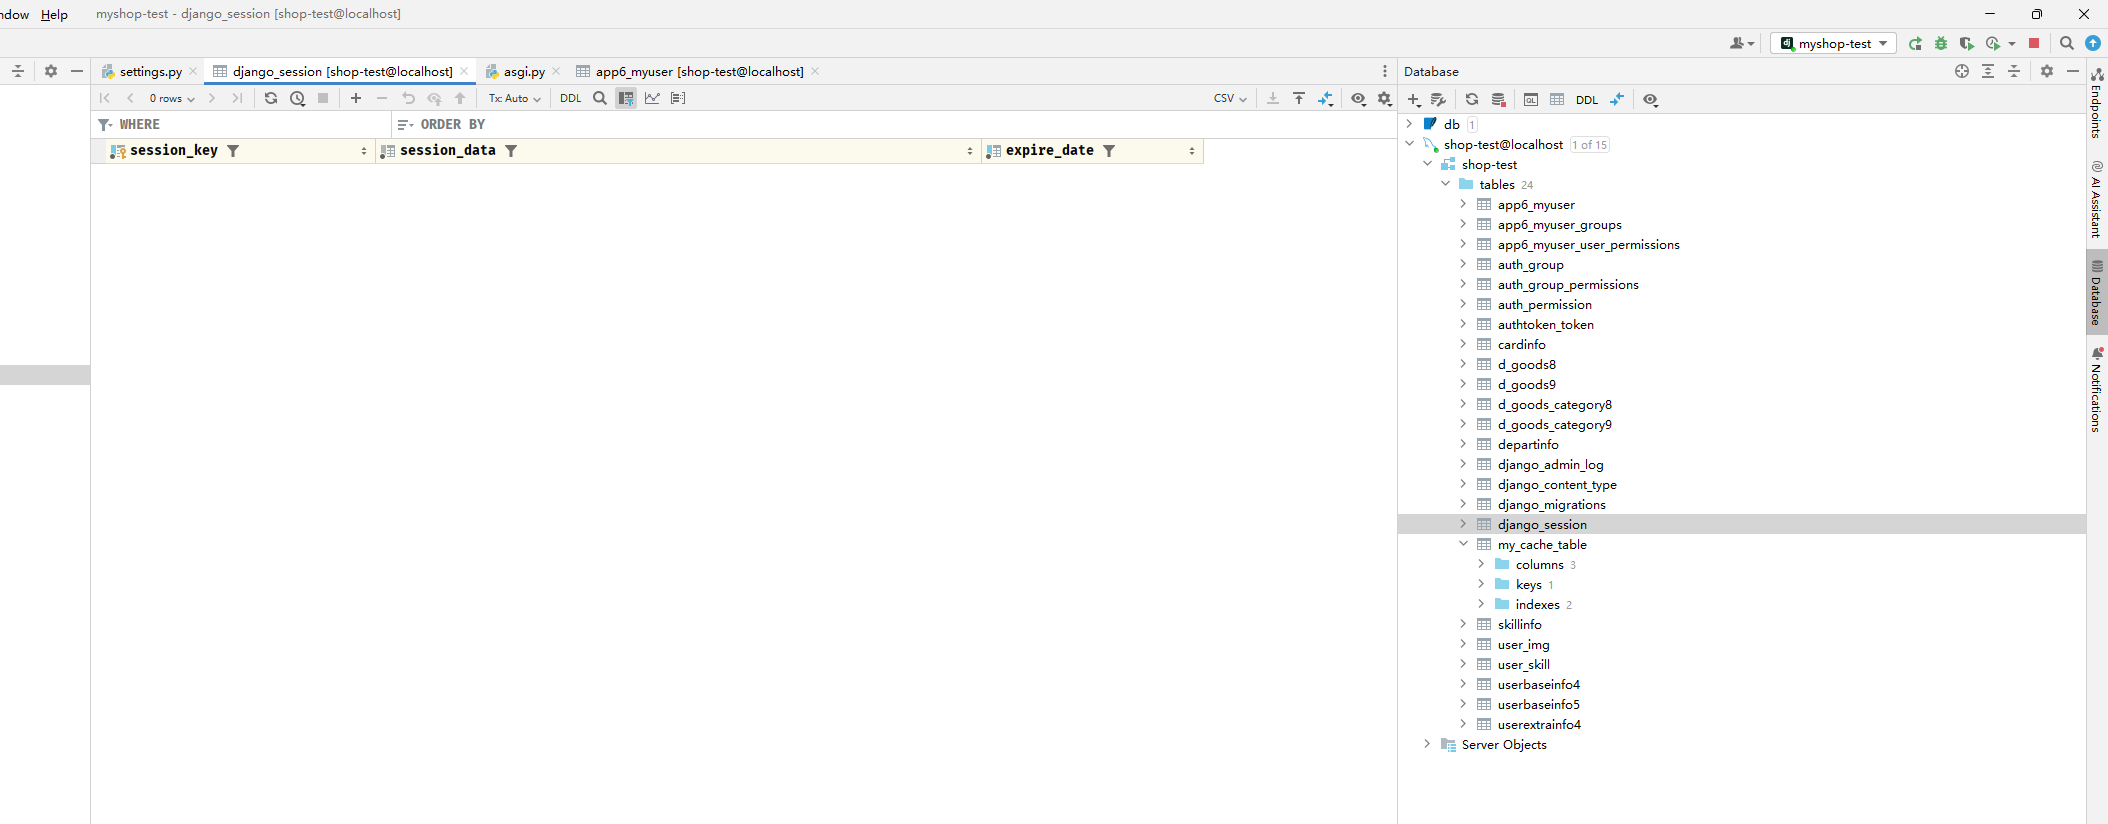 ndow Help myshop-test - django_session [shop-test@localhost]
myshop-test
settings.py django_session [shop-test@localhost] asgi.py app6_myuser [shop-test@localhost]
0 rows Tx: Auto DDL CSV
WHERE ORDER BY
session_key session_data expire_date
Database
DDL
db 1
shop-test@localhost 1 of 15
shop-test
tables 24
app6_myuser
app6_myuser_groups
app6_myuser_user_permissions
auth_group
auth_group_permissions
auth_permission
authtoken_token
cardinfo
d_goods8
d_goods9
d_goods_category8
d_goods_category9
departinfo
django_admin_log
django_content_type
django_migrations
django_session
my_cache_table
columns 3
keys 1
indexes 2
skillinfo
user_img
user_skill
userbaseinfo4
userbaseinfo5
userextrainfo4
Server Objects
Endpoints
AI Assistant
Database
Notifications